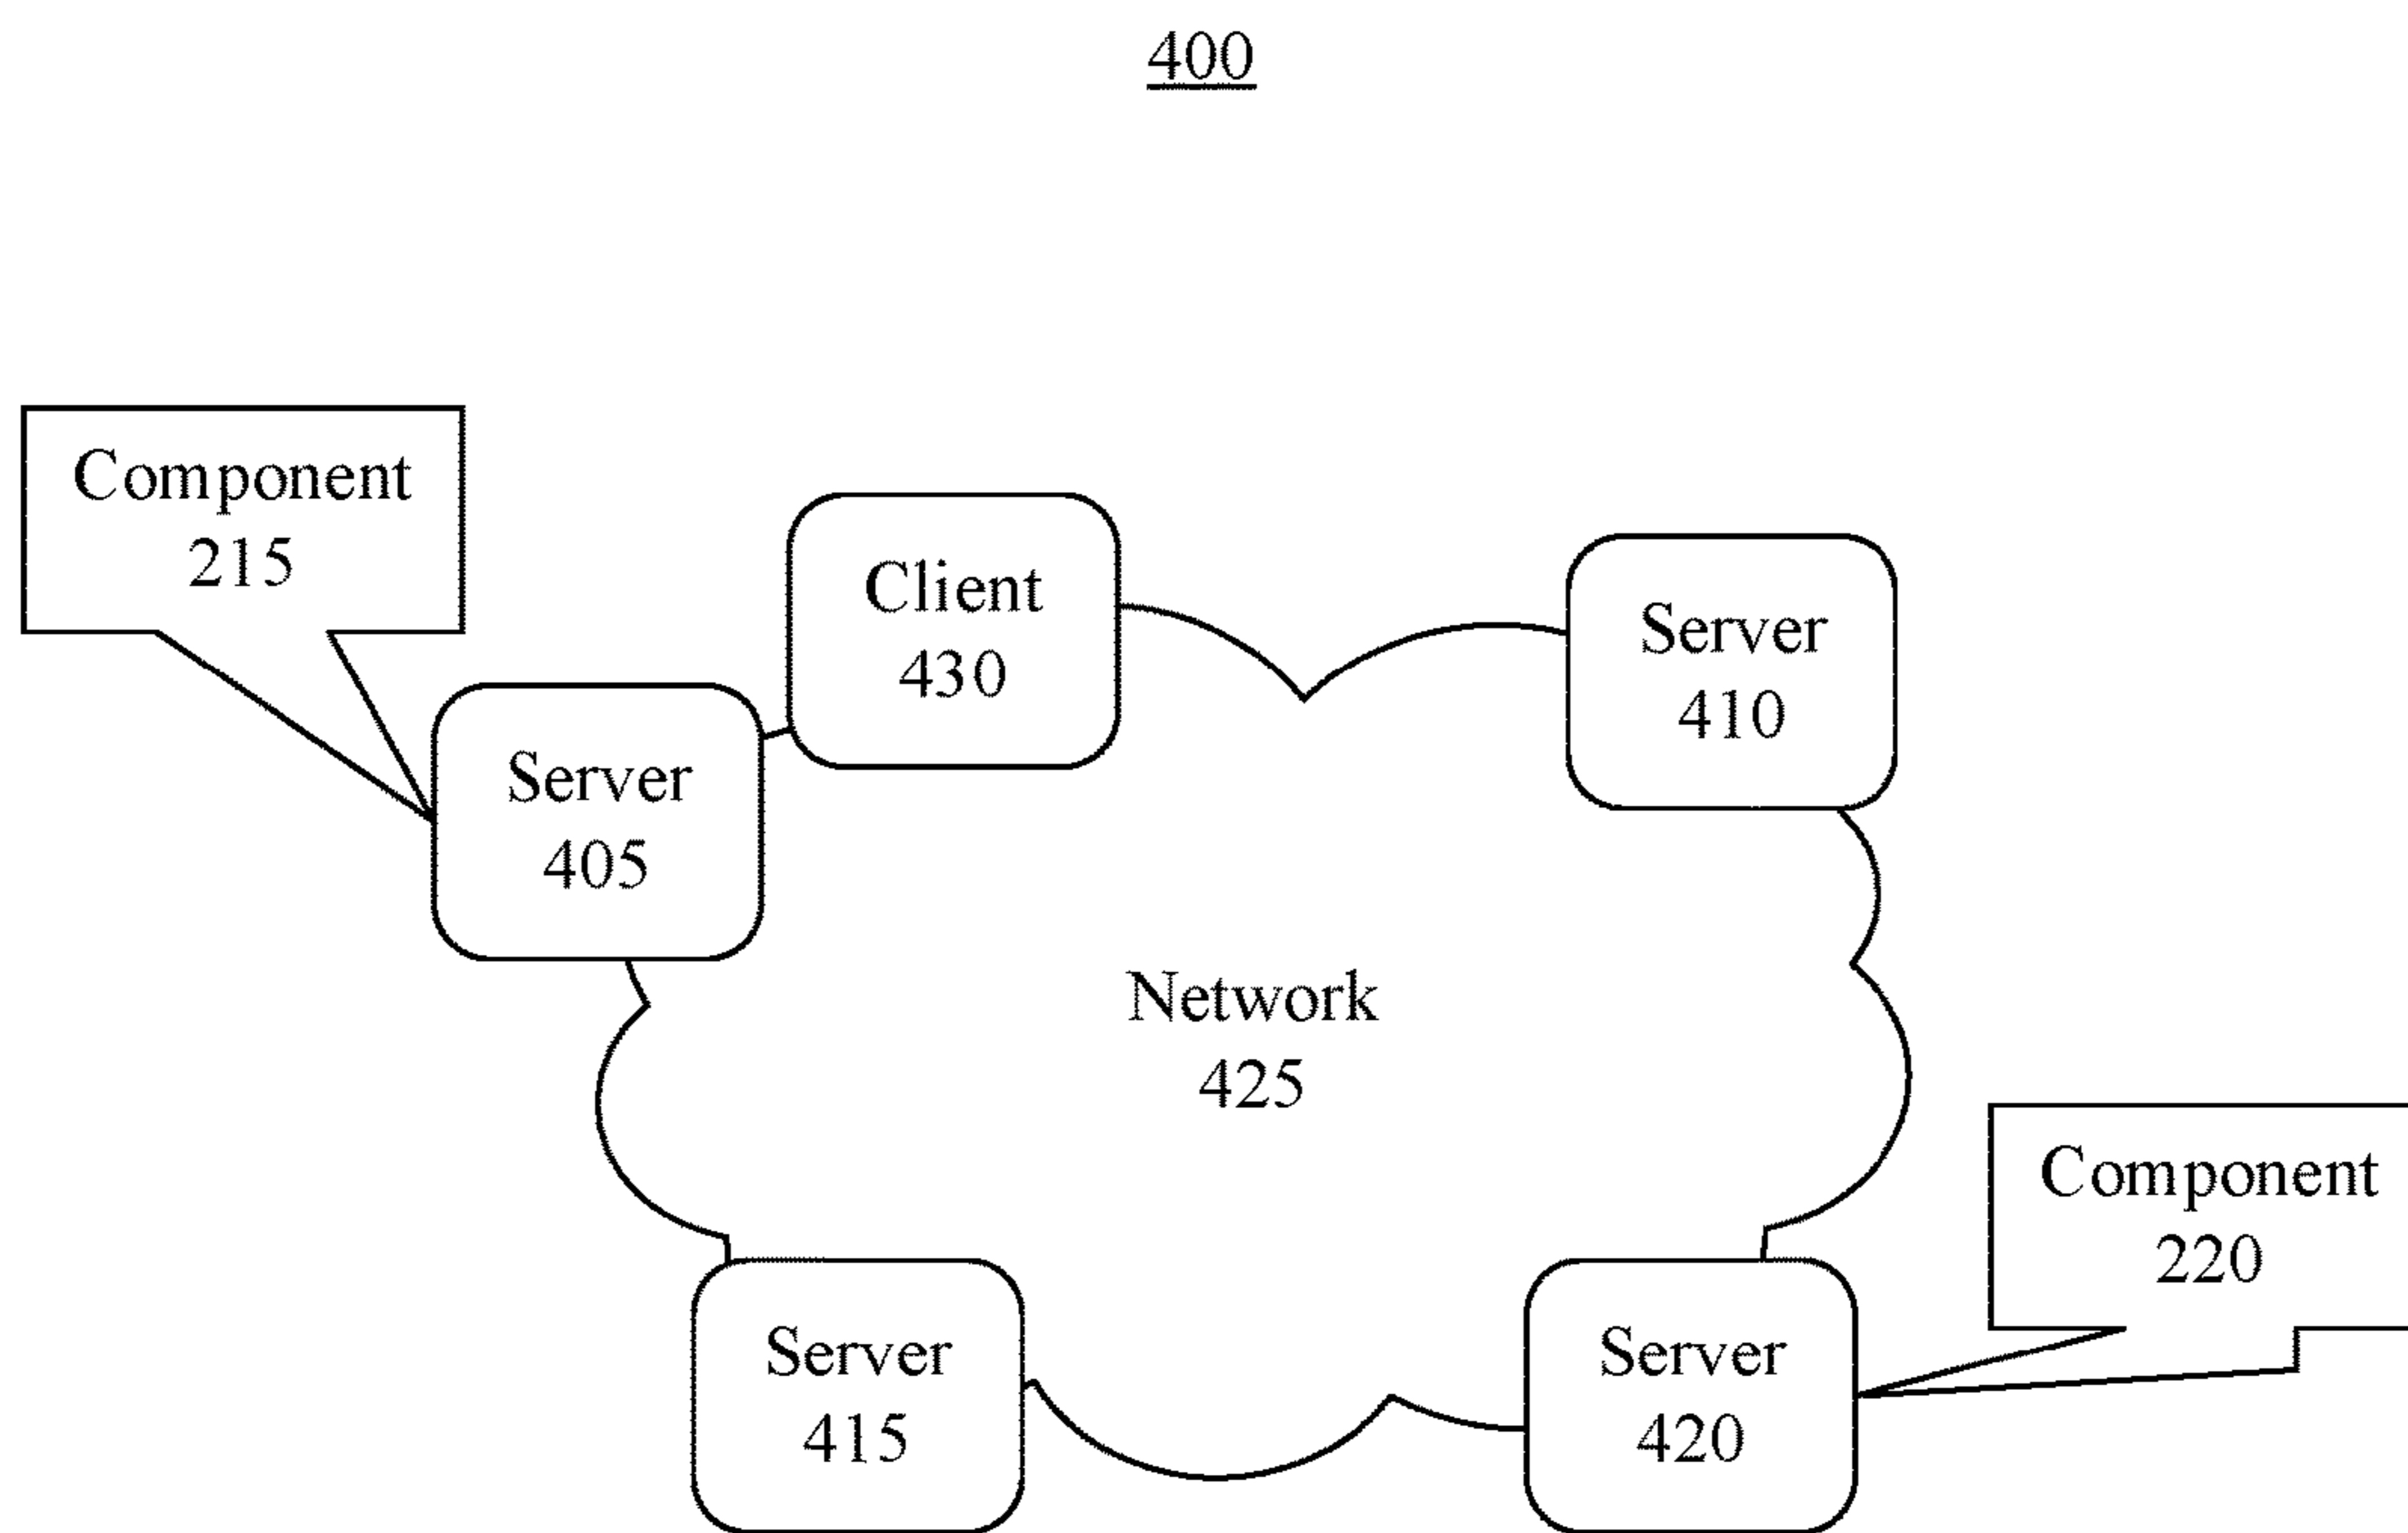 400
Component
215
Client
430
Server
410
Server
405
Network
425
Component
220
Server
415
Server
420